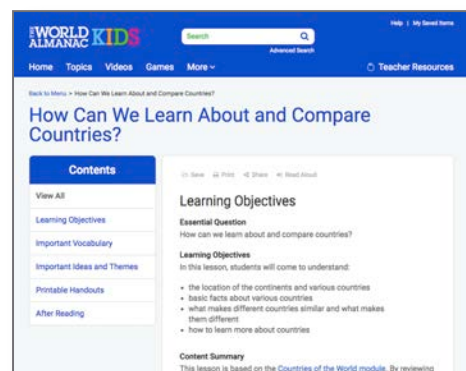 Help | My Saved Items
THE WORLD ALMANAC KIDS
Search
Advanced Search
Home Topics Videos Games More
Teacher Resources
Back to Menu > How Can We Learn About and Compare Countries?
How Can We Learn About and Compare
Countries?
Contents
View All
Learning Objectives
Important Vocabulary
Important Ideas and Themes
Printable Handouts
After Reading
Save Print Share Read Aloud
Learning Objectives
Essential Question
How can we learn about and compare countries?
Learning Objectives
In this lesson, students will come to understand:
• the location of the continents and various countries
• basic facts about various countries
• what makes different countries similar and what makes
them different
• how to learn more about countries
Content Summary
This lesson is based on the Countries of the World module. By reviewing